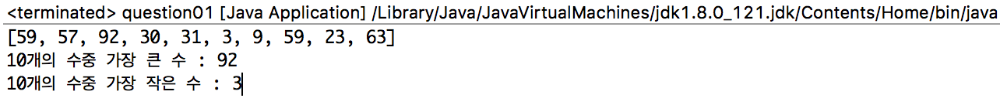 <terminated> question01 [Java Application] /Library/Java/JavaVirtualMachines/jdk1.8.0_121.jdk/Contents/Home/bin/java
[59, 57, 92, 30, 31, 3, 9, 59, 23, 63]
10개의 수중 가장 큰 수 : 92
10개의 수중 가장 작은 수 : 3